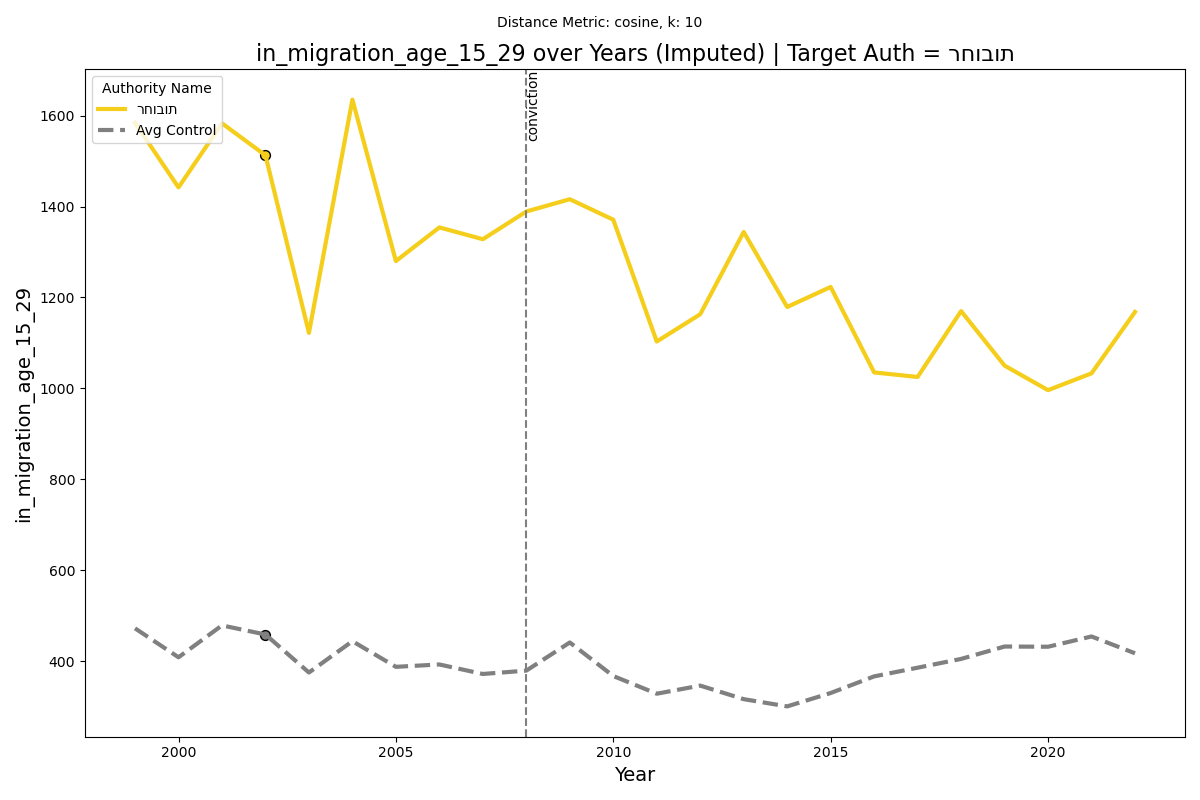 Distance Metric: cosine, k: 10
in_migration_age_15_29 over Years (Imputed) | Target Auth = רחובות
Authority Name
רחובות
Avg Control
conviction
1600
1400
1200
1000
800
600
400
in_migration_age_15_29
2000
2005
2010
2015
2020
Year